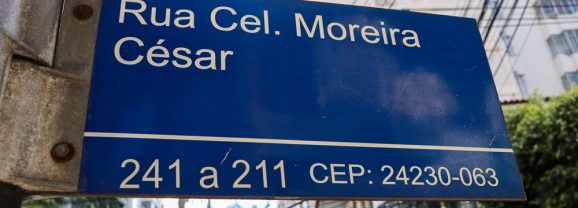 Rua Cel. Moreira
César
241 a 211 CEP: 24230-063